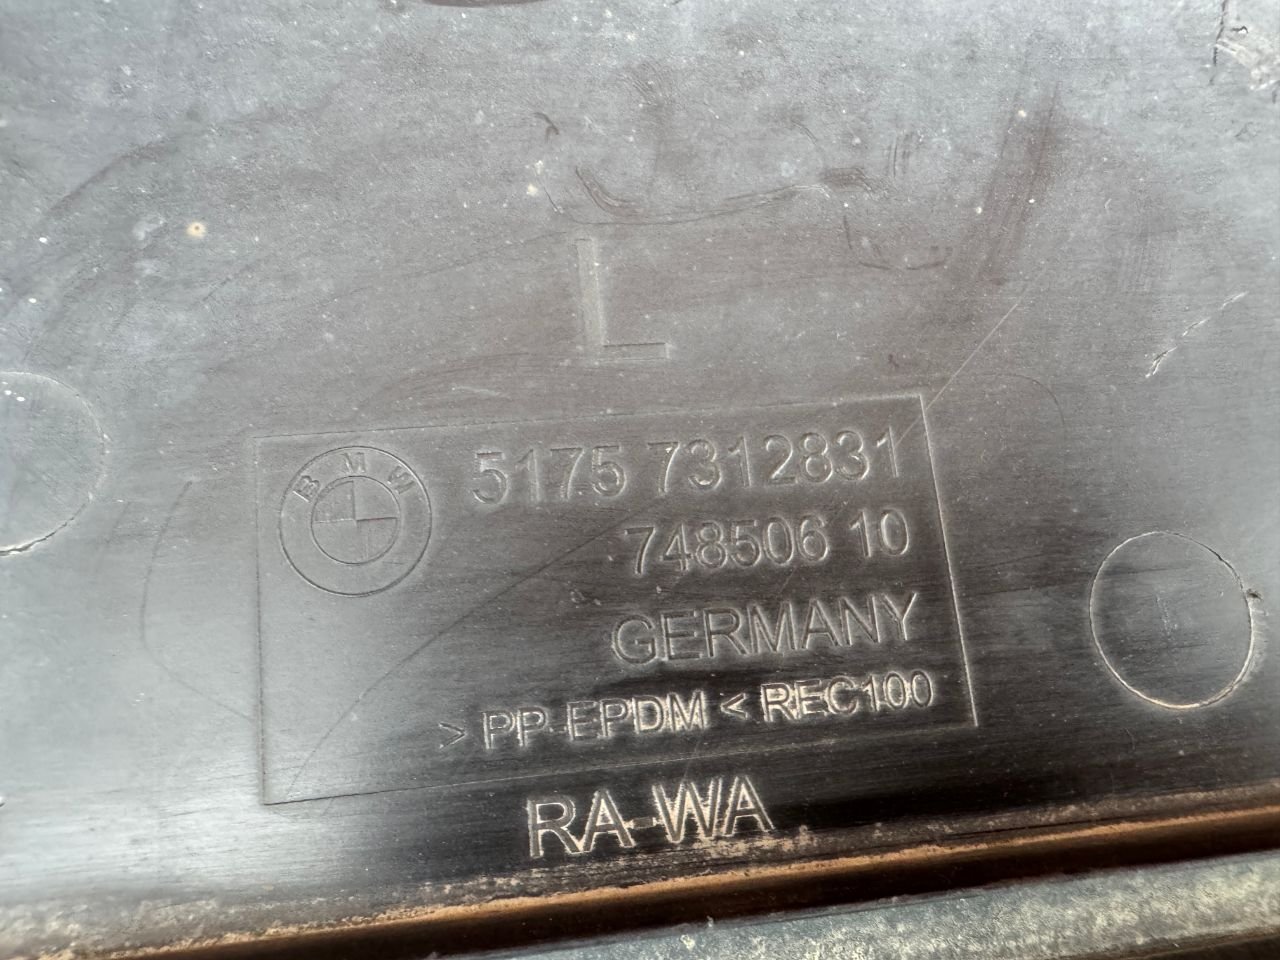 L
BMW
5175 7312831
748506 10
GERMANY
> PP-EPDM < REC100
RA-WA